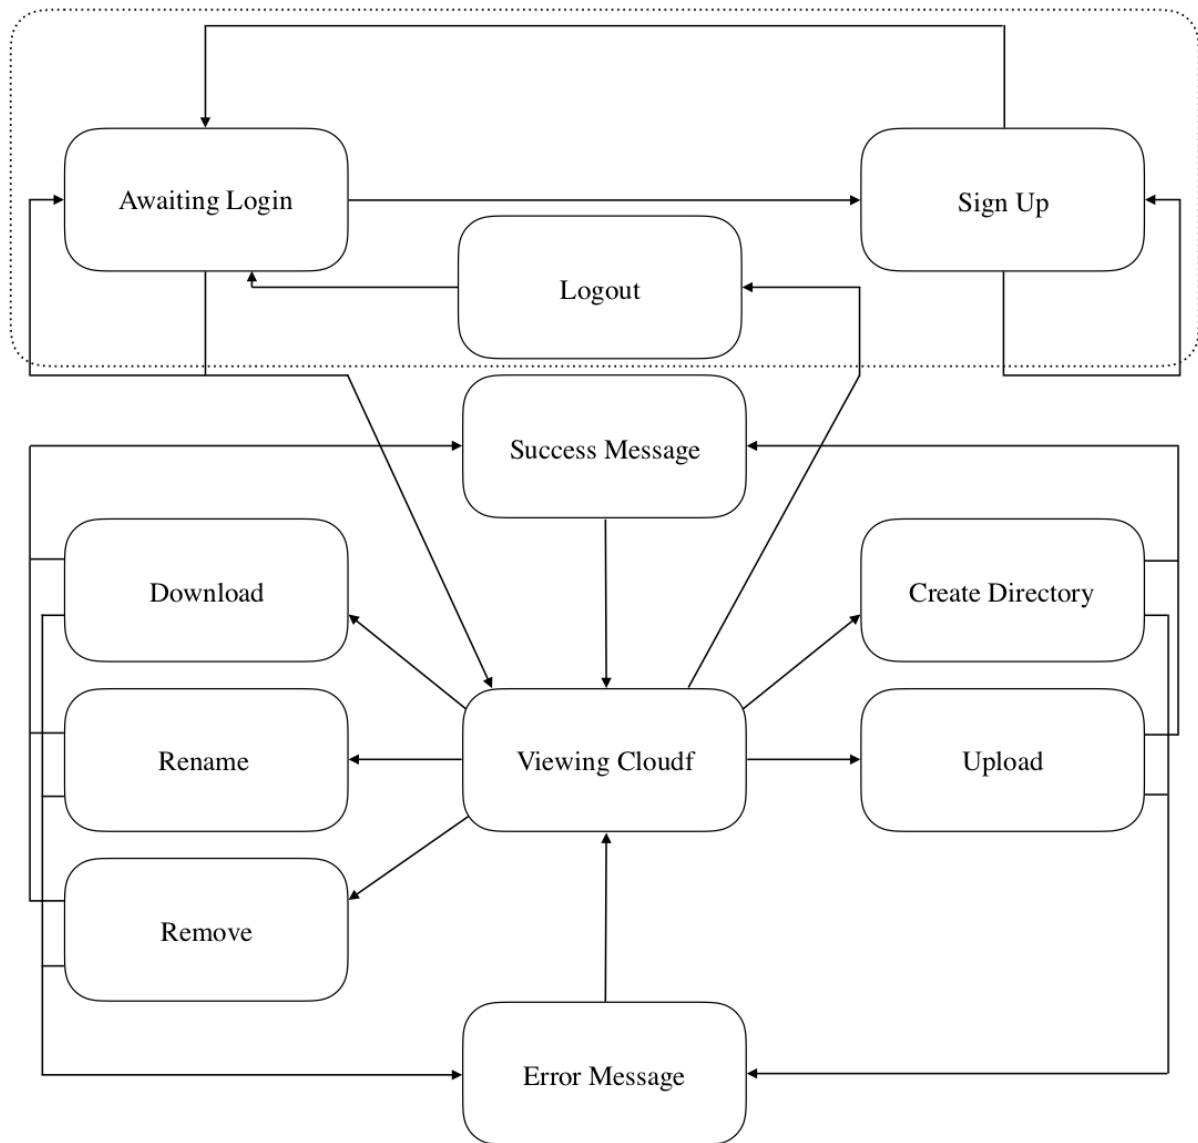 Awaiting Login
Sign Up
Logout
Success Message
Download
Create Directory
Rename
Viewing Cloudf
Upload
Remove
Error Message